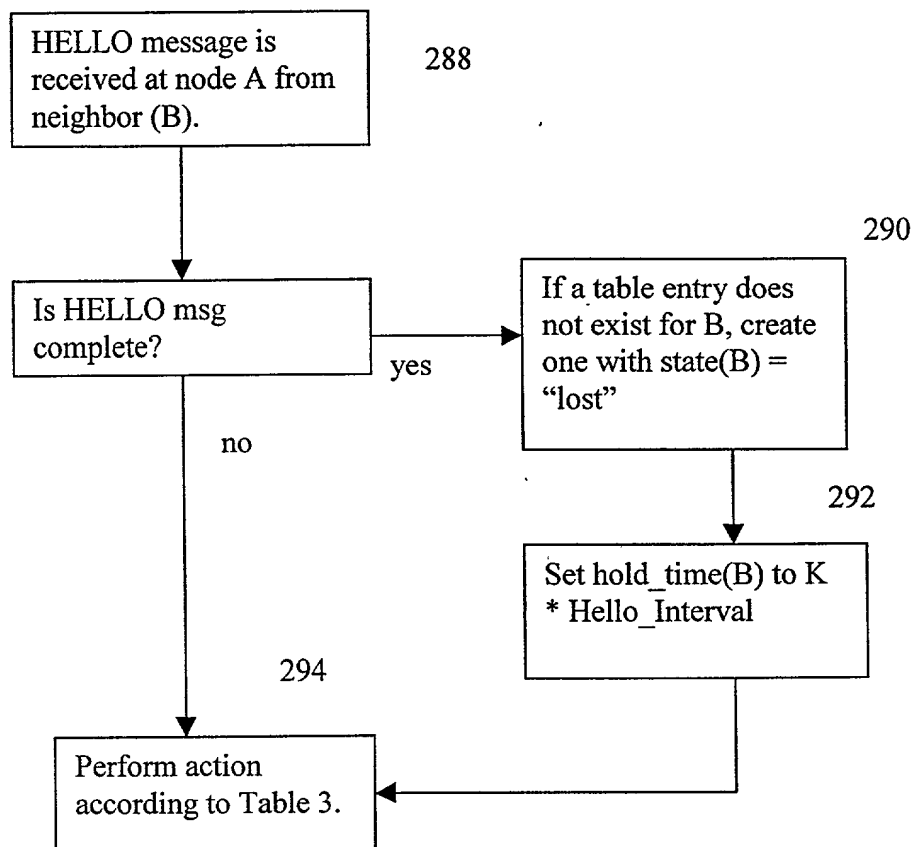 HELLO message is
received at node A from
neighbor (B).
288
290
Is HELLO msg
complete?
yes
no
If a table entry does
not exist for B, create
one with state(B) =
“lost”
292
Set hold_time(B) to K
* Hello_Interval
294
Perform action
according to Table 3.